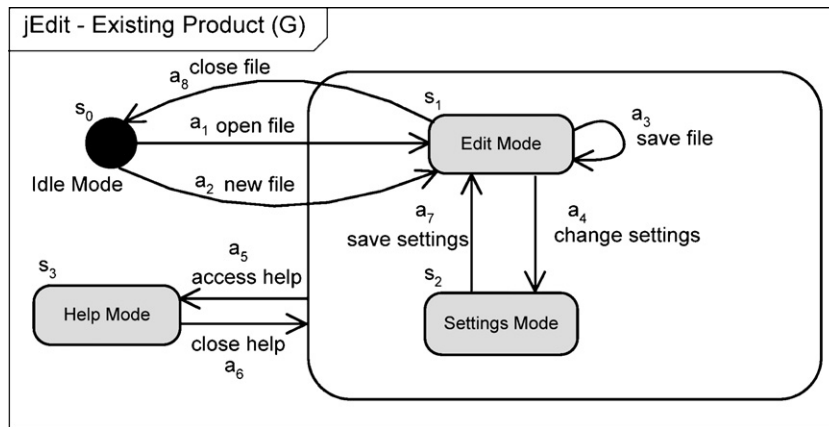 jEdit - Existing Product (G)
a8 close file
s0
s1
a3
save file
a1 open file
Edit Mode
Idle Mode
a2 new file
a7
save settings
a4
change settings
a5
access help
s3
s2
Help Mode
Settings Mode
close help
a6